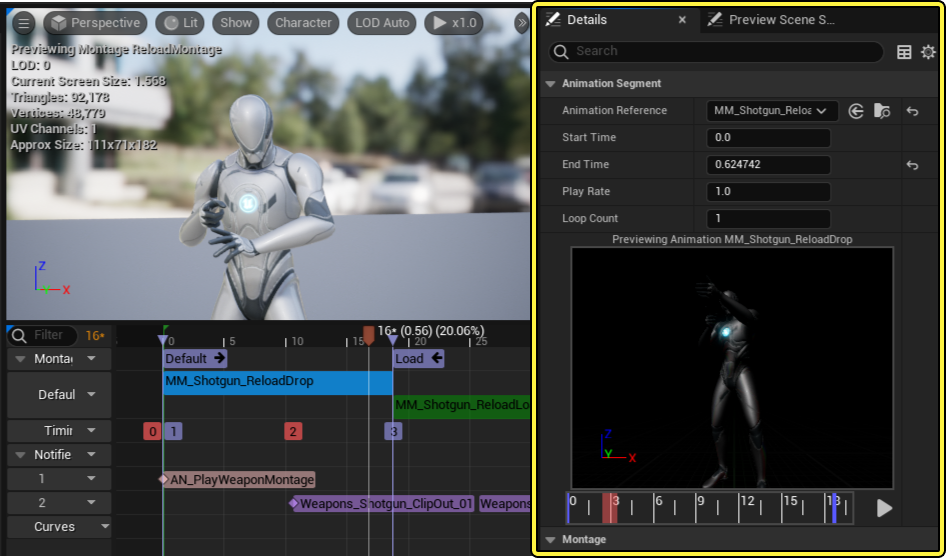 Perspective Lit Show Character LOD Auto x1.0
Previewing Montage ReloadMontage
LOD: 0
Current Screen Size: 1.568
Triangles: 92,178
Vertices: 48,779
UV Channels: 1
Approx Size: 111x71x182
Z
Y X
Filter 16*
16* (0.56) (20.06%)
0 5 10 15 20 25
Montag Default Load
Defaul MM_Shotgun_ReloadDrop
MM_Shotgun_ReloadLo
Timin 0 1 2 3
Notifie
1 AN_PlayWeaponMontage
2 Weapons_Shotgun_ClipOut_01 Weapons
Curves
Details Preview Scene S...
Search
Animation Segment
Animation Reference MM_Shotgun_Reloa
Start Time 0.0
End Time 0.624742
Play Rate 1.0
Loop Count 1
Previewing Animation MM_Shotgun_ReloadDrop
Z
Y X
0 3 6 9 12 15 18
Montage